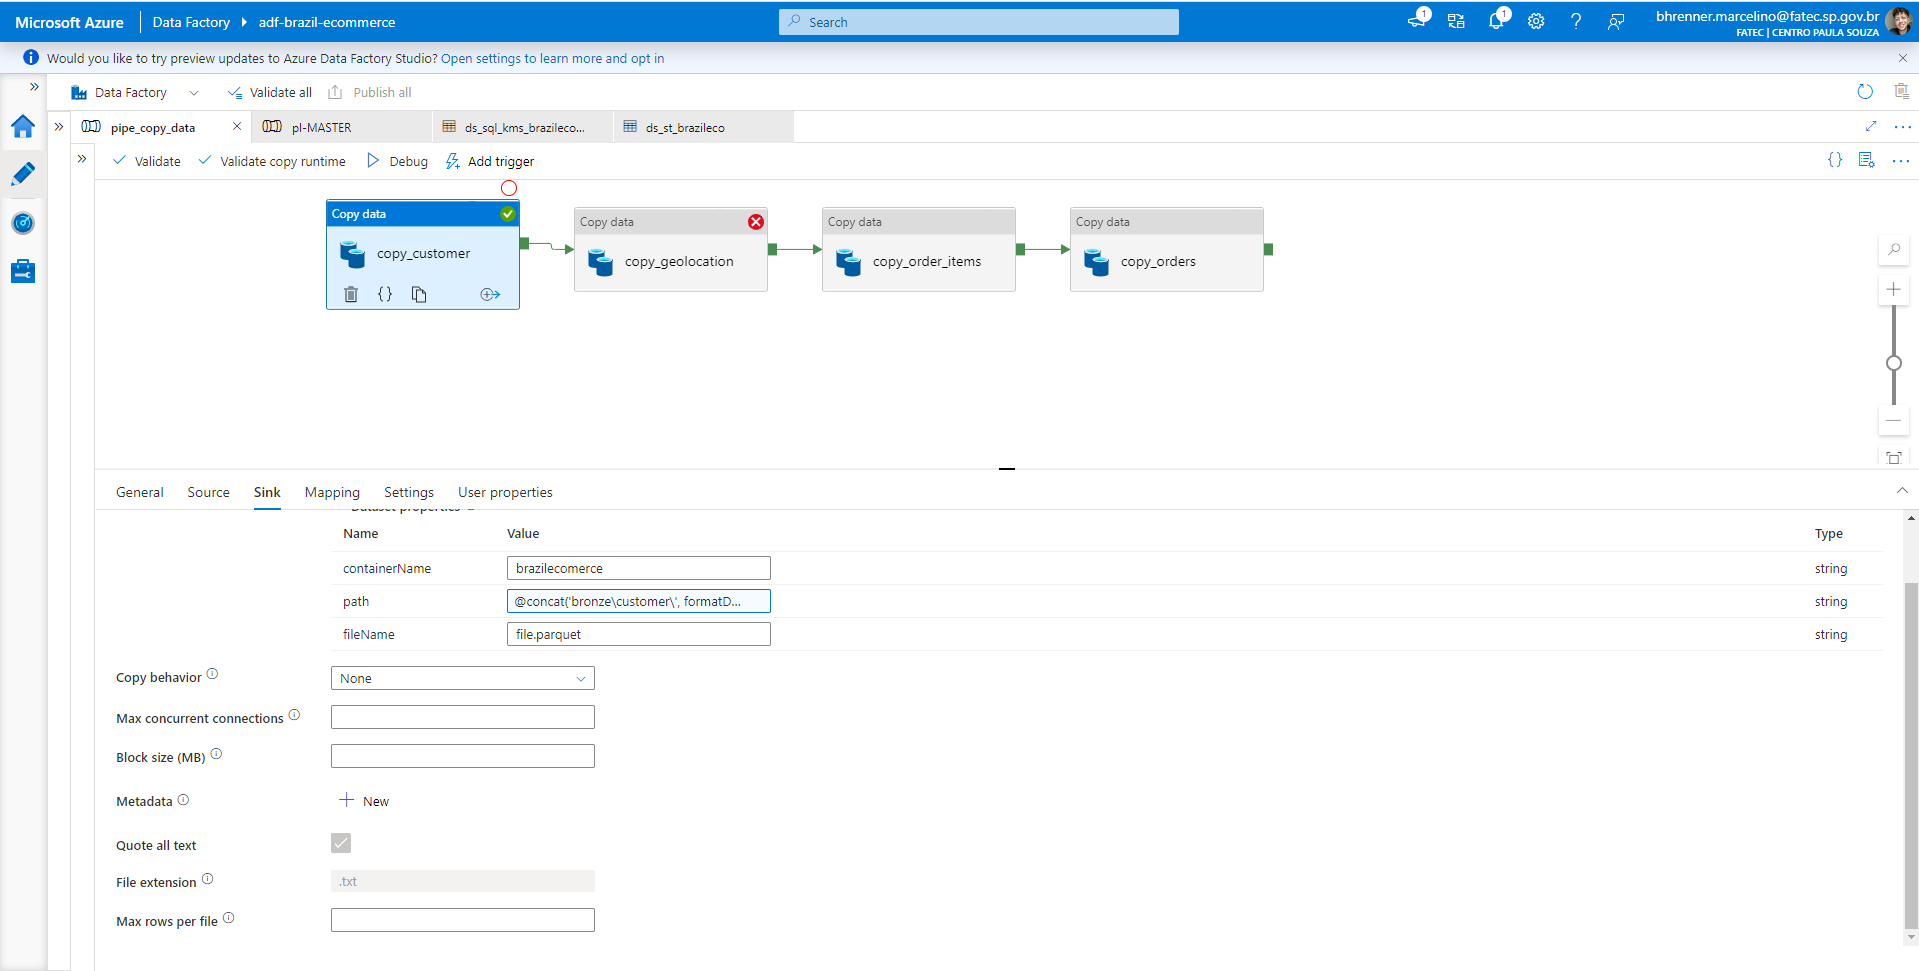 Microsoft Azure Data Factory adf-brazil-ecommerce Search 1 1 bhrenner.marcelino@fatec.sp.gov.br
FATEC | CENTRO PAULA SOUZA
Would you like to try preview updates to Azure Data Factory Studio? Open settings to learn more and opt in
Data Factory Validate all Publish all
pipe_copy_data pl-MASTER ds_sql_kms_brazileco... ds_st_brazileco
Validate Validate copy runtime Debug Add trigger
Copy data Copy data Copy data Copy data
copy_customer copy_geolocation copy_order_items copy_orders
General Source Sink Mapping Settings User properties
Dataset properties
Name Value Type
containerName brazilecomerce string
path @concat('bronze\customer\', formatD... string
fileName file.parquet string
Copy behavior None
Max concurrent connections
Block size (MB)
Metadata New
Quote all text
File extension .txt
Max rows per file